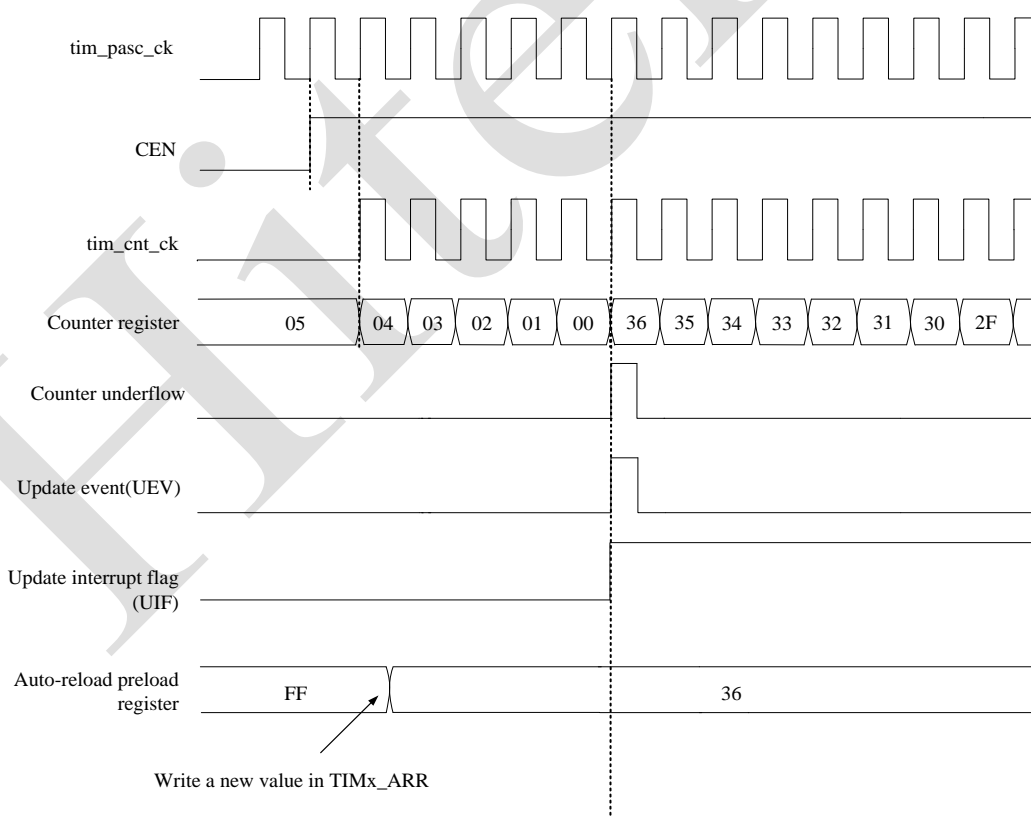 tim_pasc_ck
CEN
tim_cnt_ck
Counter register
05 04 03 02 01 00 36 35 34 33 32 31 30 2F
Counter underflow
Update event(UEV)
Update interrupt flag
(UIF)
Auto-reload preload
register
FF 36
Write a new value in TIMx_ARR